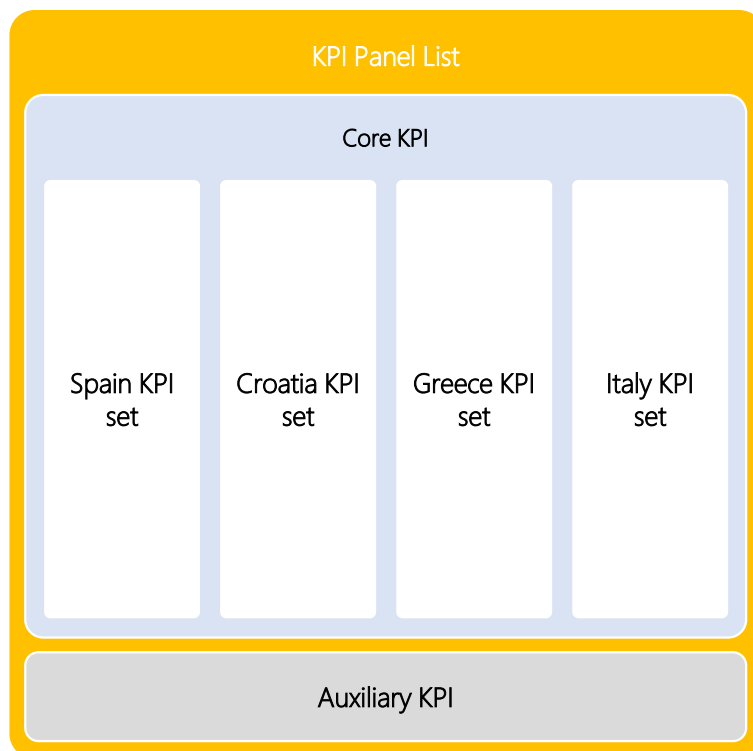 KPI Panel List
Core KPI
Spain KPI
set
Croatia KPI
set
Greece KPI
set
Italy KPI
set
Auxiliary KPI